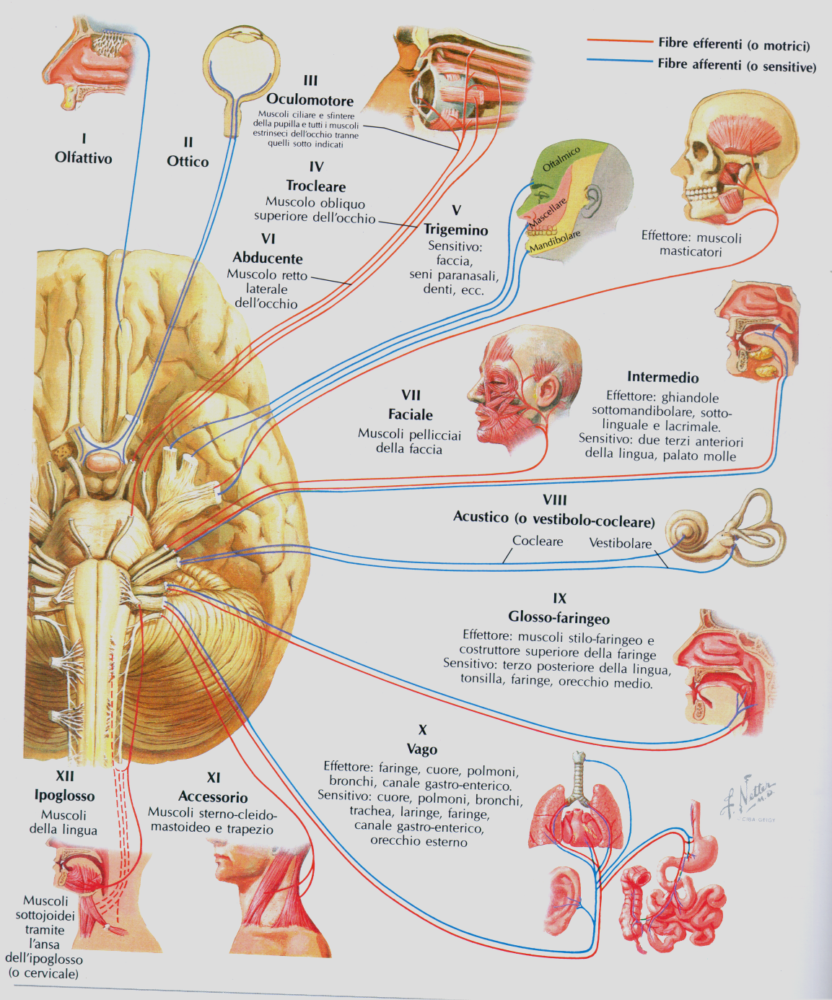 Fibre efferenti (o motrici)
Fibre afferenti (o sensitive)
I
Olfattivo
II
Ottico
III
Oculomotore
Muscoli ciliare e sfintere
della pupilla e tutti i muscoli
estrinseci dell'occhio tranne
quelli sotto indicati
IV
Trocleare
Muscolo obliquo
superiore dell'occhio
VI
Abducente
Muscolo retto
laterale
dell'occhio
V
Trigemino
Sensitivo:
faccia,
seni paranasali,
denti, ecc.
Oftalmico
Mascellare
Mandibolare
Effettore: muscoli
masticatori
VII
Faciale
Muscoli pellicciai
della faccia
Intermedio
Effettore: ghiandole
sottomandibolare, sotto-
linguale e lacrimale.
Sensitivo: due terzi anteriori
della lingua, palato molle
VIII
Acustico (o vestibolo-cocleare)
Cocleare
Vestibolare
IX
Glosso-faringeo
Effettore: muscoli stilo-faringeo e
costruttore superiore della faringe
Sensitivo: terzo posteriore della lingua,
tonsilla, faringe, orecchio medio.
X
Vago
Effettore: faringe, cuore, polmoni,
bronchi, canale gastro-enterico.
Sensitivo: cuore, polmoni, bronchi,
trachea, laringe, faringe,
canale gastro-enterico,
orecchio esterno
XII
Ipoglosso
Muscoli
della lingua
XI
Accessorio
Muscoli sterno-cleido-
mastoideo e trapezio
Muscoli
sottojoidei
tramite
l'ansa
dell'ipoglosso
(o cervicale)
F. Netter
M.D.
- CIBA GEIGY